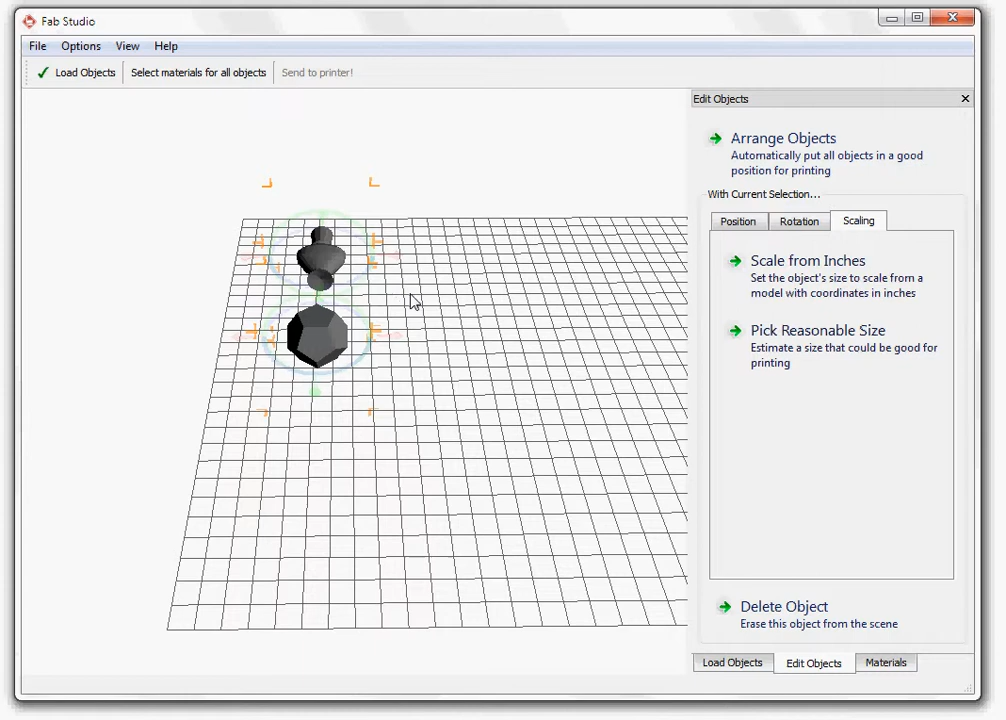 Fab Studio
File Options View Help
Load Objects Select materials for all objects Send to printer!
Edit Objects
Arrange Objects
Automatically put all objects in a good
position for printing
With Current Selection...
Position Rotation Scaling
Scale from Inches
Set the object's size to scale from a
model with coordinates in inches
Pick Reasonable Size
Estimate a size that could be good for
printing
Delete Object
Erase this object from the scene
Load Objects Edit Objects Materials